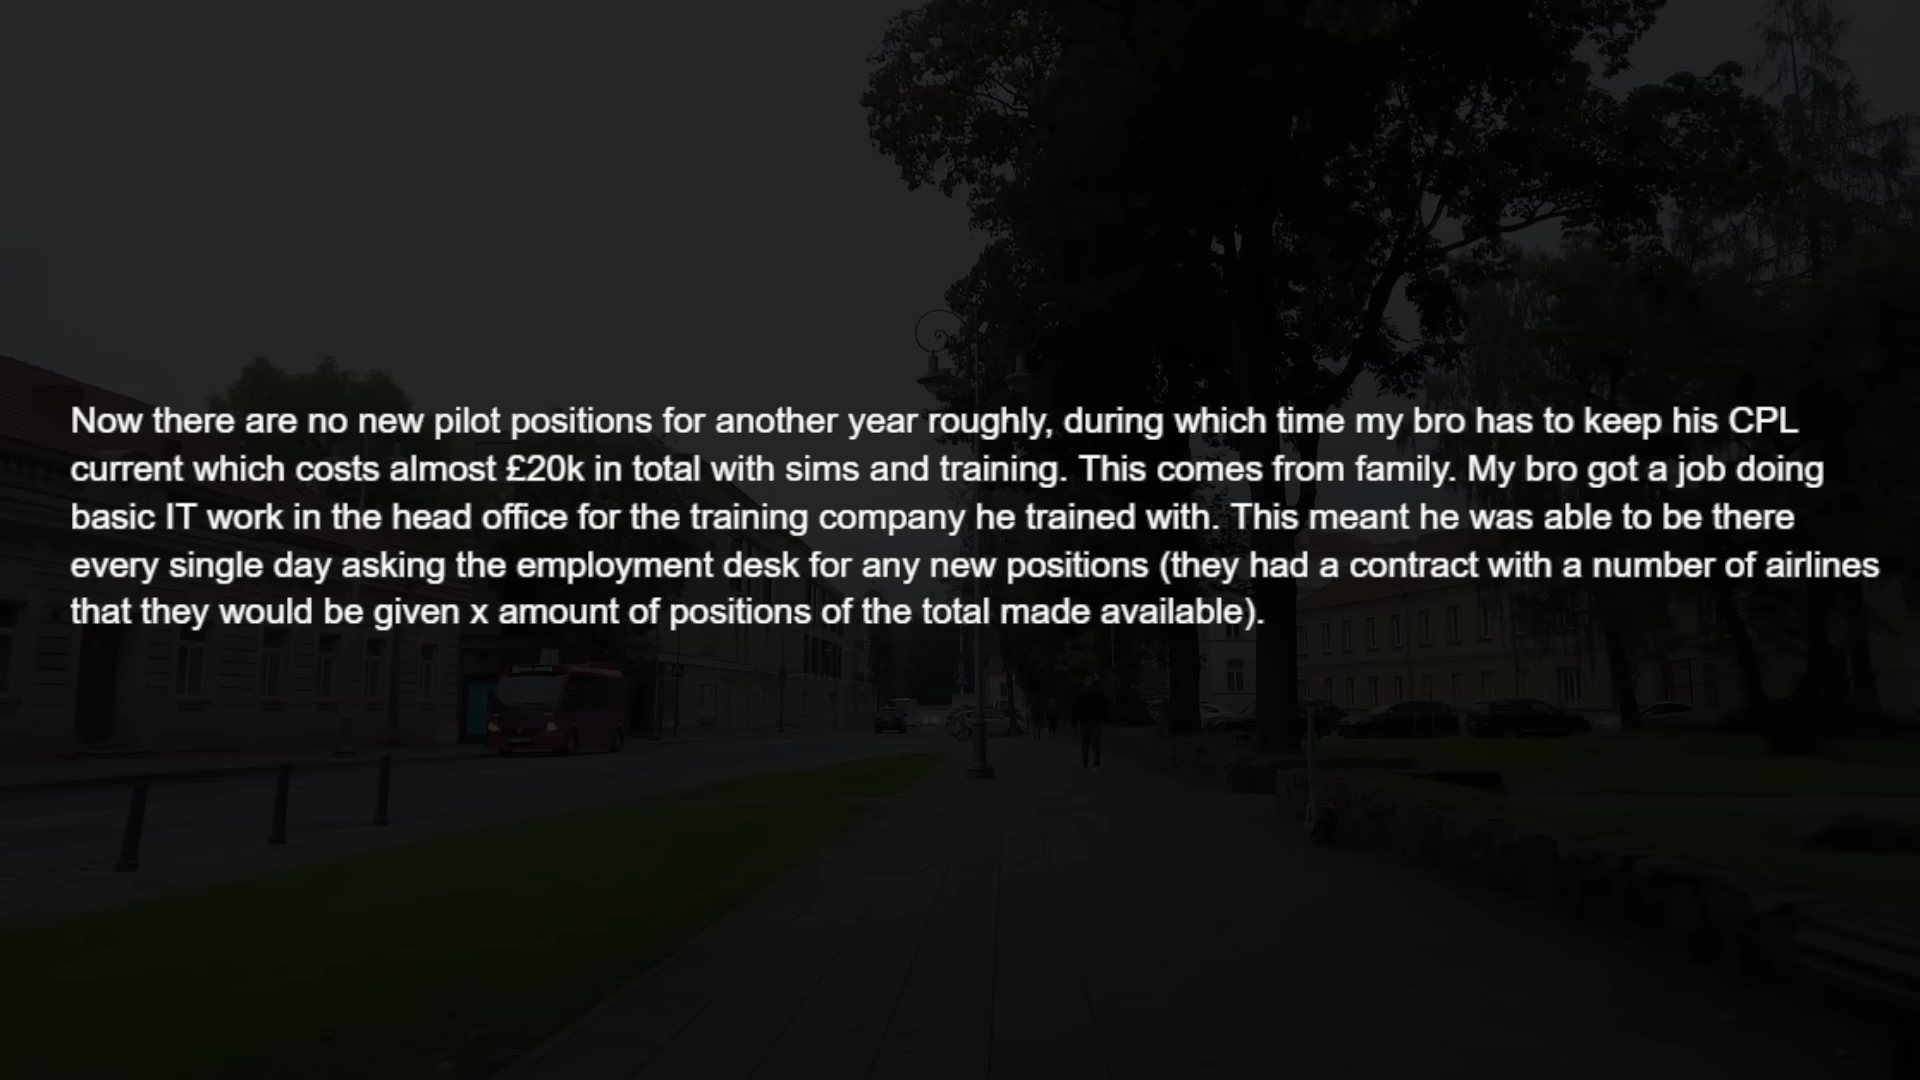 Now there are no new pilot positions for another year roughly, during which time my bro has to keep his CPL
current which costs almost £20k in total with sims and training. This comes from family. My bro got a job doing
basic IT work in the head office for the training company he trained with. This meant he was able to be there
every single day asking the employment desk for any new positions (they had a contract with a number of airlines
that they would be given x amount of positions of the total made available).